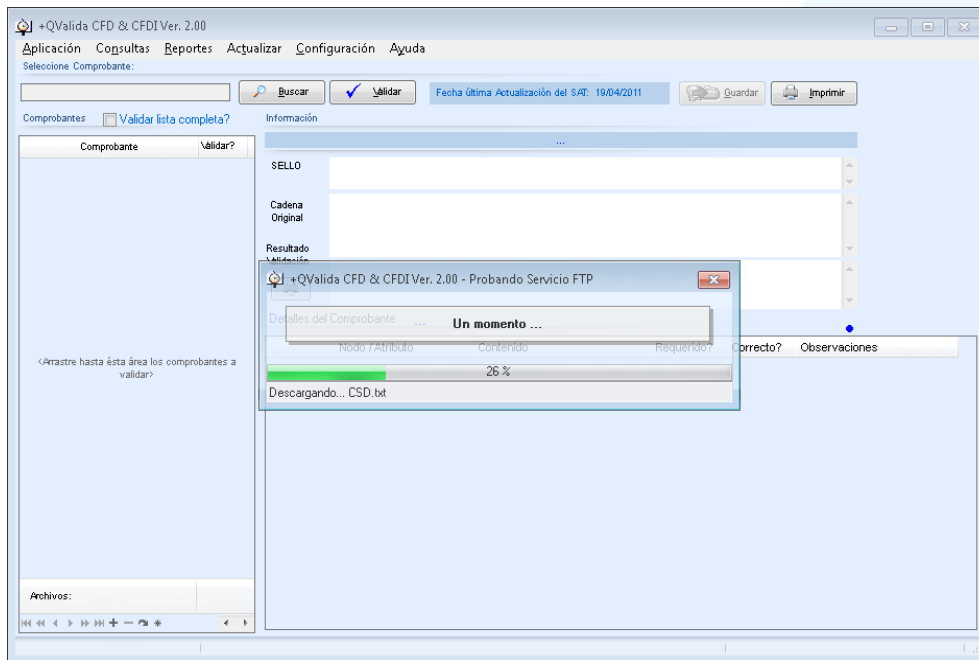 +QValida CFD & CFDI Ver. 2.00
Aplicación Consultas Reportes Actualizar Configuración Ayuda
Seleccione Comprobante:
Buscar Validar Fecha última Actualización del SAT: 19/04/2011 Guardar Imprimir
Comprobantes Validar lista completa? Información
Comprobante Validar? ...
SELLO
Cadena
Original
Resultado
Validación
+QValida CFD & CFDI Ver. 2.00 - Probando Servicio FTP
Detalles del Comprobante ... Un momento ...
Nodo / Atributo Contenido Requerido? Correcto? Observaciones
<Arrastre hasta ésta área los comprobantes a
validar>
26 %
Descargando... CSD.txt
Archivos: